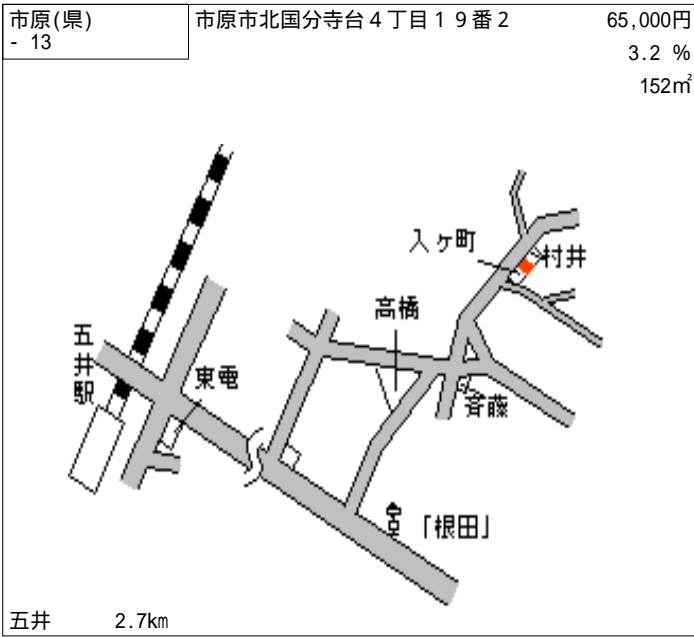 市原(県)
- 13
市原市北国分寺台４丁目１９番２
65,000円
3.2 %
152㎡
入ヶ町
村井
高橋
五井駅
東電
斉藤
「根田」
五井 2.7km